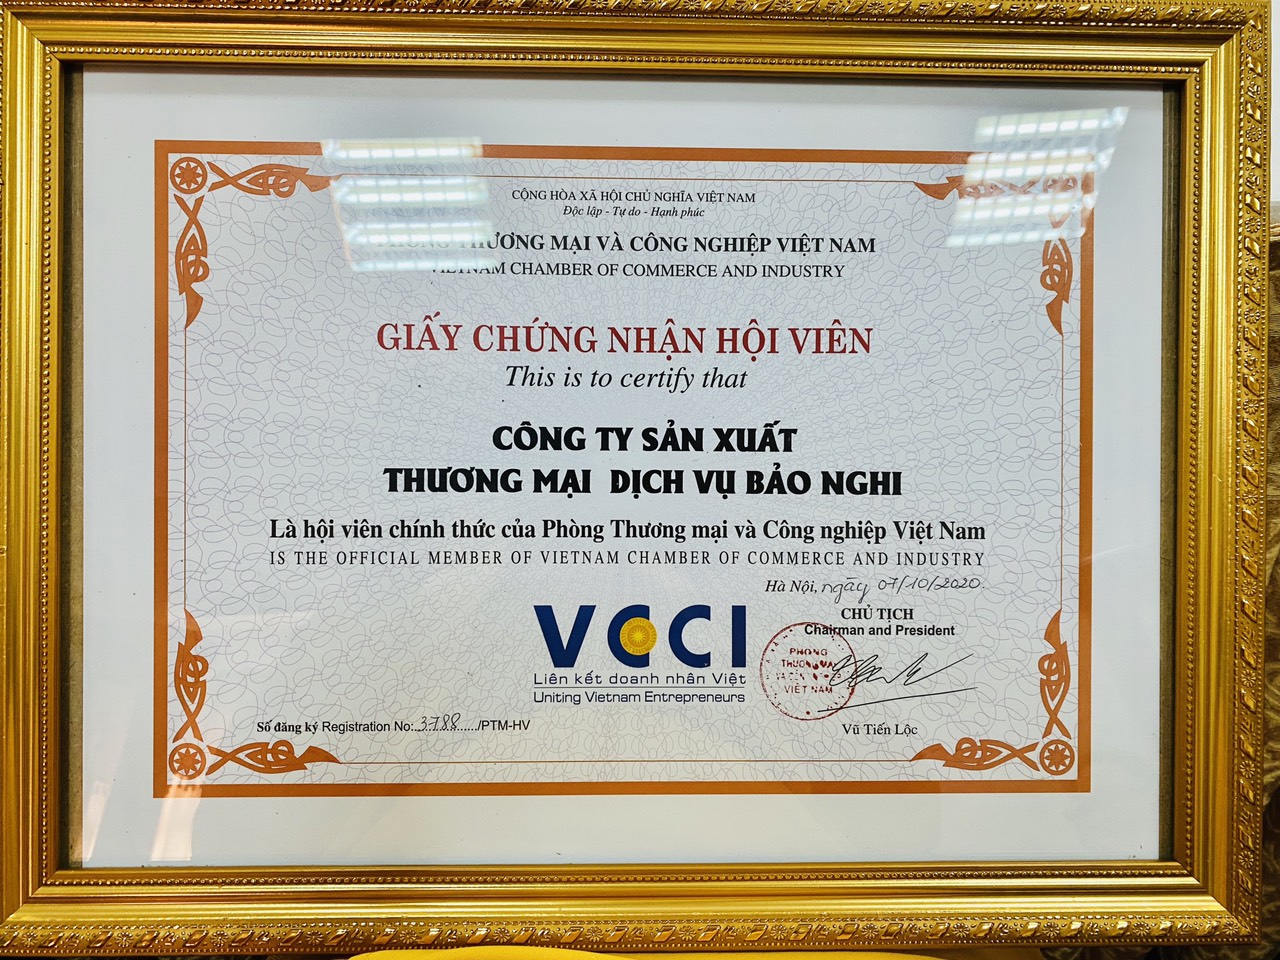 CỘNG HÒA XÃ HỘI CHỦ NGHĨA VIỆT NAM
Độc lập - Tự do - Hạnh phúc
PHÒNG THƯƠNG MẠI VÀ CÔNG NGHIỆP VIỆT NAM
VIETNAM CHAMBER OF COMMERCE AND INDUSTRY
GIẤY CHỨNG NHẬN HỘI VIÊN
This is to certify that
CÔNG TY SẢN XUẤT
THƯƠNG MẠI DỊCH VỤ BẢO NGHI
Là hội viên chính thức của Phòng Thương mại và Công nghiệp Việt Nam
IS THE OFFICIAL MEMBER OF VIETNAM CHAMBER OF COMMERCE AND INDUSTRY
Hà Nội, ngày 07/10/2020.
CHỦ TỊCH
Chairman and President
VCCI
Liên kết doanh nhân Việt
Uniting Vietnam Entrepreneurs
PHÒNG
THƯƠNG MẠI
VIỆT NAM
Số đăng ký Registration No:..3788....../PTM-HV
Vũ Tiến Lộc